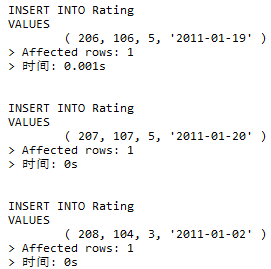 INSERT INTO Rating
VALUES
( 206, 106, 5, '2011-01-19' )
> Affected rows: 1
> 时间: 0.001s
INSERT INTO Rating
VALUES
( 207, 107, 5, '2011-01-20' )
> Affected rows: 1
> 时间: 0s
INSERT INTO Rating
VALUES
( 208, 104, 3, '2011-01-02' )
> Affected rows: 1
> 时间: 0s